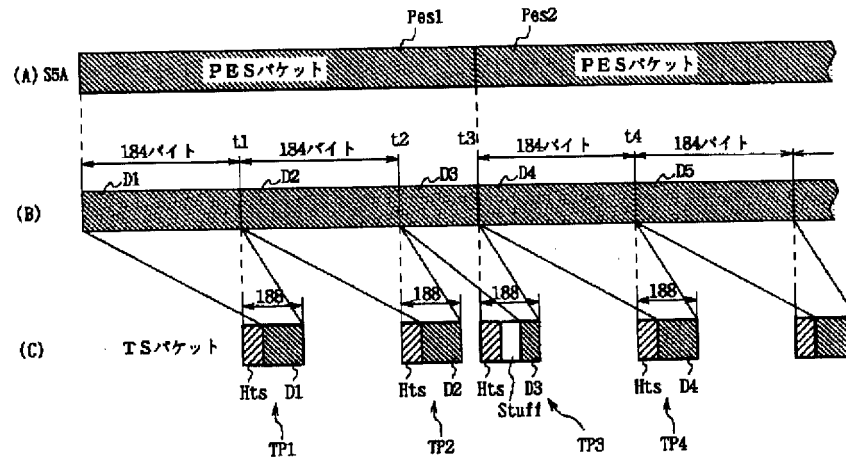 Pes1 Pes2
(A) S5A PESパケット PESパケット
t1 t2 t3 t4
184バイト 184バイト 184バイト 184バイト
D1 D2 D3 D4 D5
(B)
188 188 188 188
(C) TSパケット
Hts D1 Hts D2 Hts D3 Hts D4
Stuff
TP1 TP2 TP3 TP4